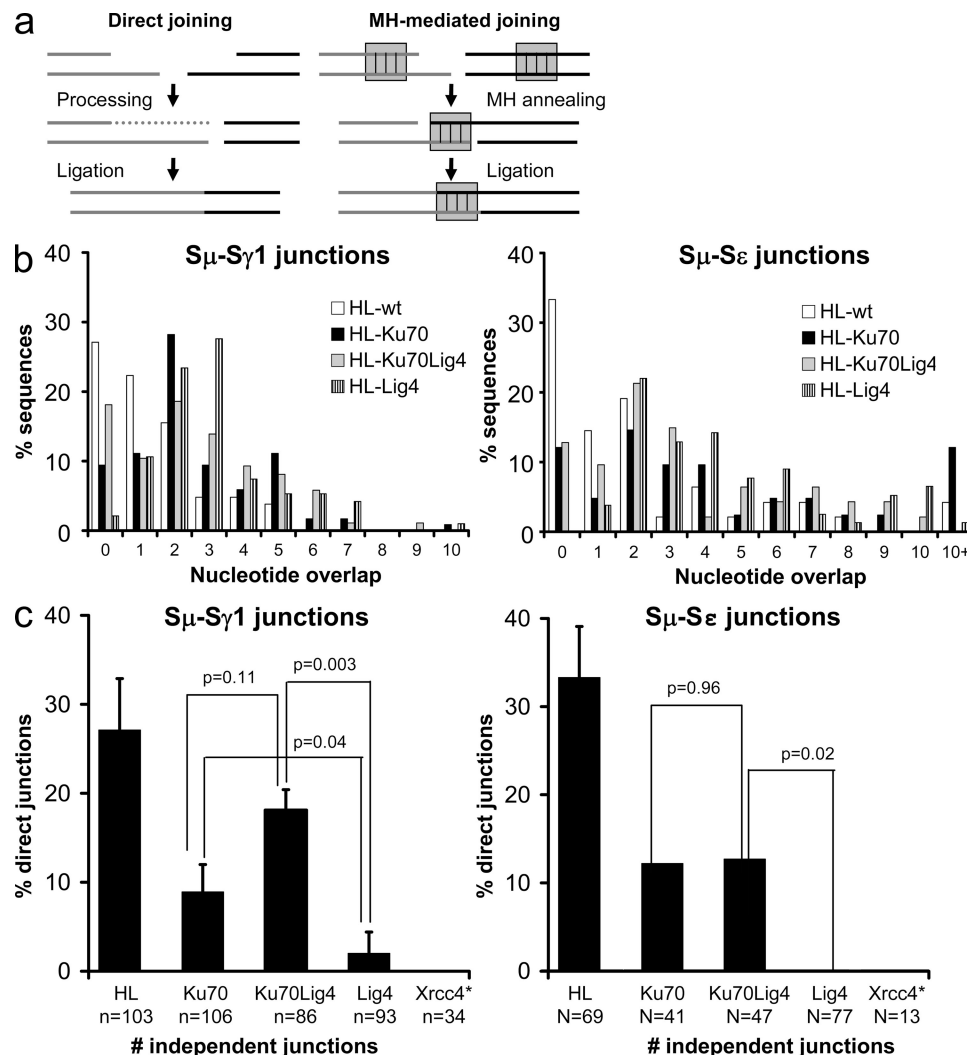 a
Direct joining
MH-mediated joining
Processing
MH annealing
Ligation
Ligation
b
Sμ-Sγ1 junctions
% sequences
40
30
20
10
0
HL-wt
HL-Ku70
HL-Ku70Lig4
HL-Lig4
0 1 2 3 4 5 6 7 8 9 10
Nucleotide overlap
Sμ-Sε junctions
% sequences
40
30
20
10
0
HL-wt
HL-Ku70
HL-Ku70Lig4
HL-Lig4
0 1 2 3 4 5 6 7 8 9 10 10+
Nucleotide overlap
c
Sμ-Sγ1 junctions
% direct junctions
40
30
20
10
0
p=0.11
p=0.003
p=0.04
HL Ku70 Ku70Lig4 Lig4 Xrcc4*
n=103 n=106 n=86 n=93 n=34
# independent junctions
Sμ-Sε junctions
% direct junctions
40
30
20
10
0
p=0.96
p=0.02
HL Ku70 Ku70Lig4 Lig4 Xrcc4*
N=69 N=41 N=47 N=77 N=13
# independent junctions